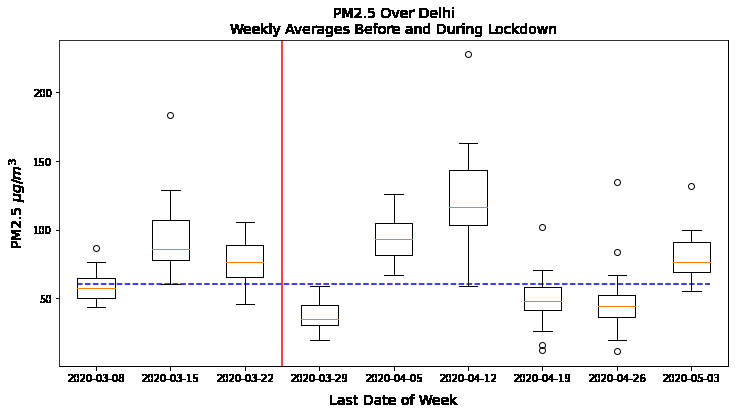 PM2.5 Over Delhi
Weekly Averages Before and During Lockdown
PM2.5 μg/m³
200
150
100
50
2020-03-08 2020-03-15 2020-03-22 2020-03-29 2020-04-05 2020-04-12 2020-04-19 2020-04-26 2020-05-03
Last Date of Week